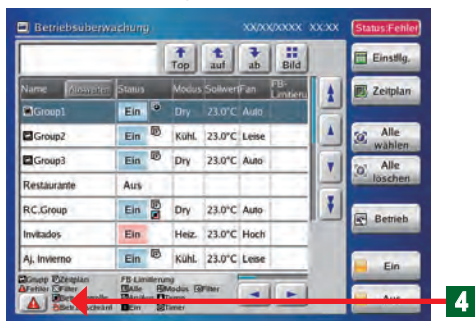 Betriebsüberwachung XX/XX/XXXX XX:XX Status:Fehler
Top auf ab Bild
Einstllg.
Name Auswerten Status Modus Sollwert Fan FB-Limitieru
Zeitplan
Group1 Ein Dry 23.0°C Auto
Group2 Ein Kühl. 23.0°C Leise
Alle wählen
Group3 Ein Dry 23.0°C Auto
Alle löschen
Restaurante Aus
RC.Group Ein Dry 23.0°C Auto
Betrieb
Invitados Ein Heiz. 23.0°C Hoch
Aj. Invierno Ein Kühl. 23.0°C Leise
Ein
Group Zeitplan FB-Limitierung
Fehler Filter Alle Modus Filter
Ein Timer
Aus
4